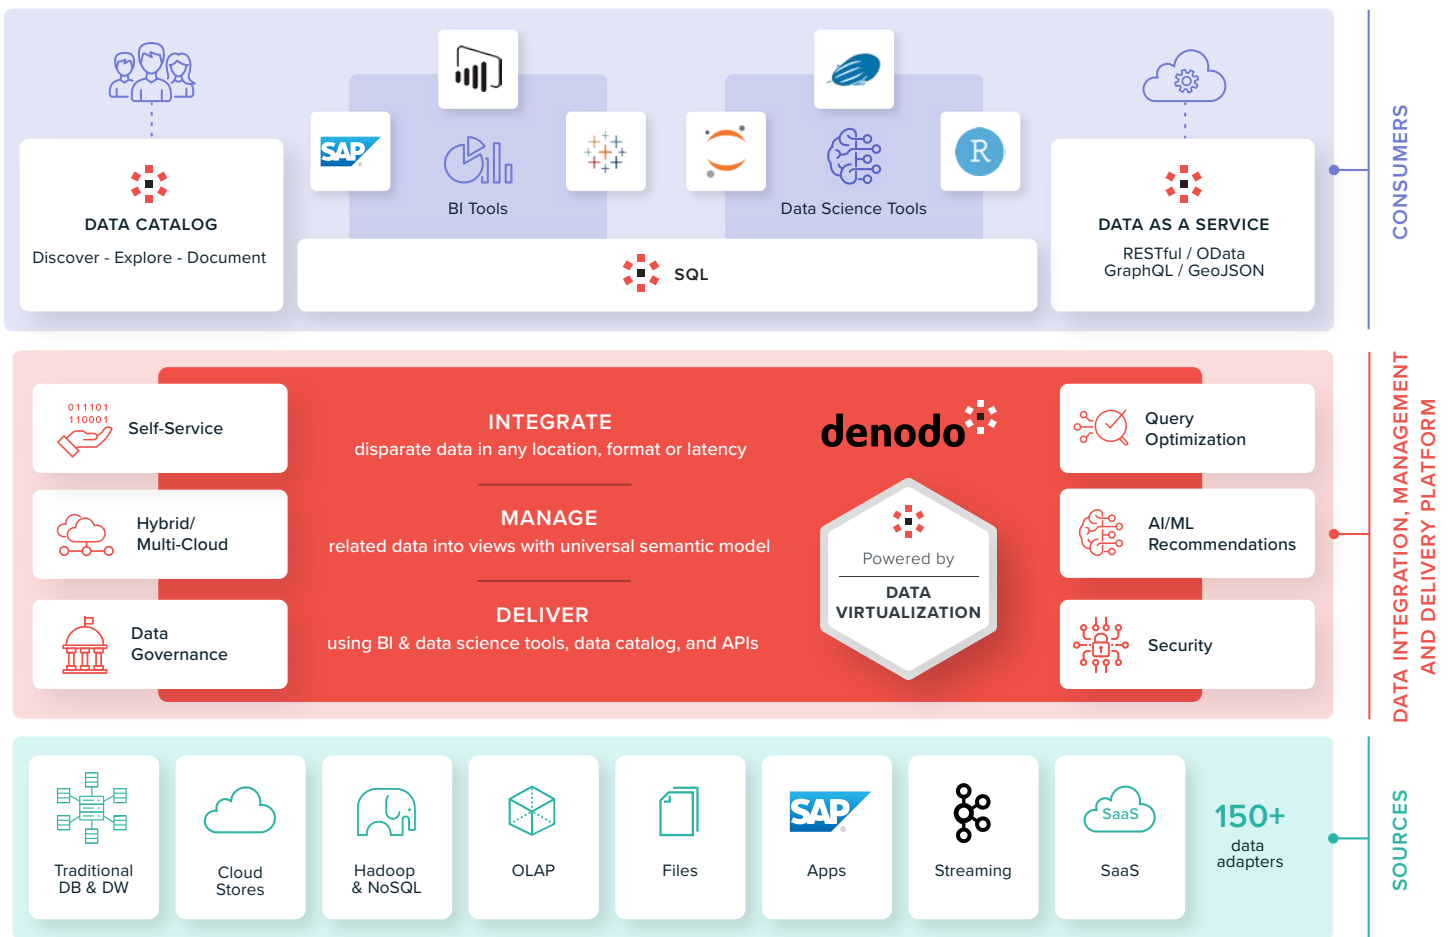 SAP
BI Tools
Data Science Tools
R
DATA CATALOG
Discover - Explore - Document
SQL
DATA AS A SERVICE
RESTful / OData
GraphQL / GeoJSON
CONSUMERS
011101
110001
Self-Service
Hybrid/
Multi-Cloud
Data
Governance
INTEGRATE
disparate data in any location, format or latency
MANAGE
related data into views with universal semantic model
DELIVER
using BI & data science tools, data catalog, and APIs
denodo
Powered by
DATA
VIRTUALIZATION
Query
Optimization
AI/ML
Recommendations
Security
DATA INTEGRATION, MANAGEMENT
AND DELIVERY PLATFORM
Traditional
DB & DW
Cloud
Stores
Hadoop
& NoSQL
OLAP
Files
SAP
Apps
Streaming
SaaS
SaaS
150+
data
adapters
SOURCES